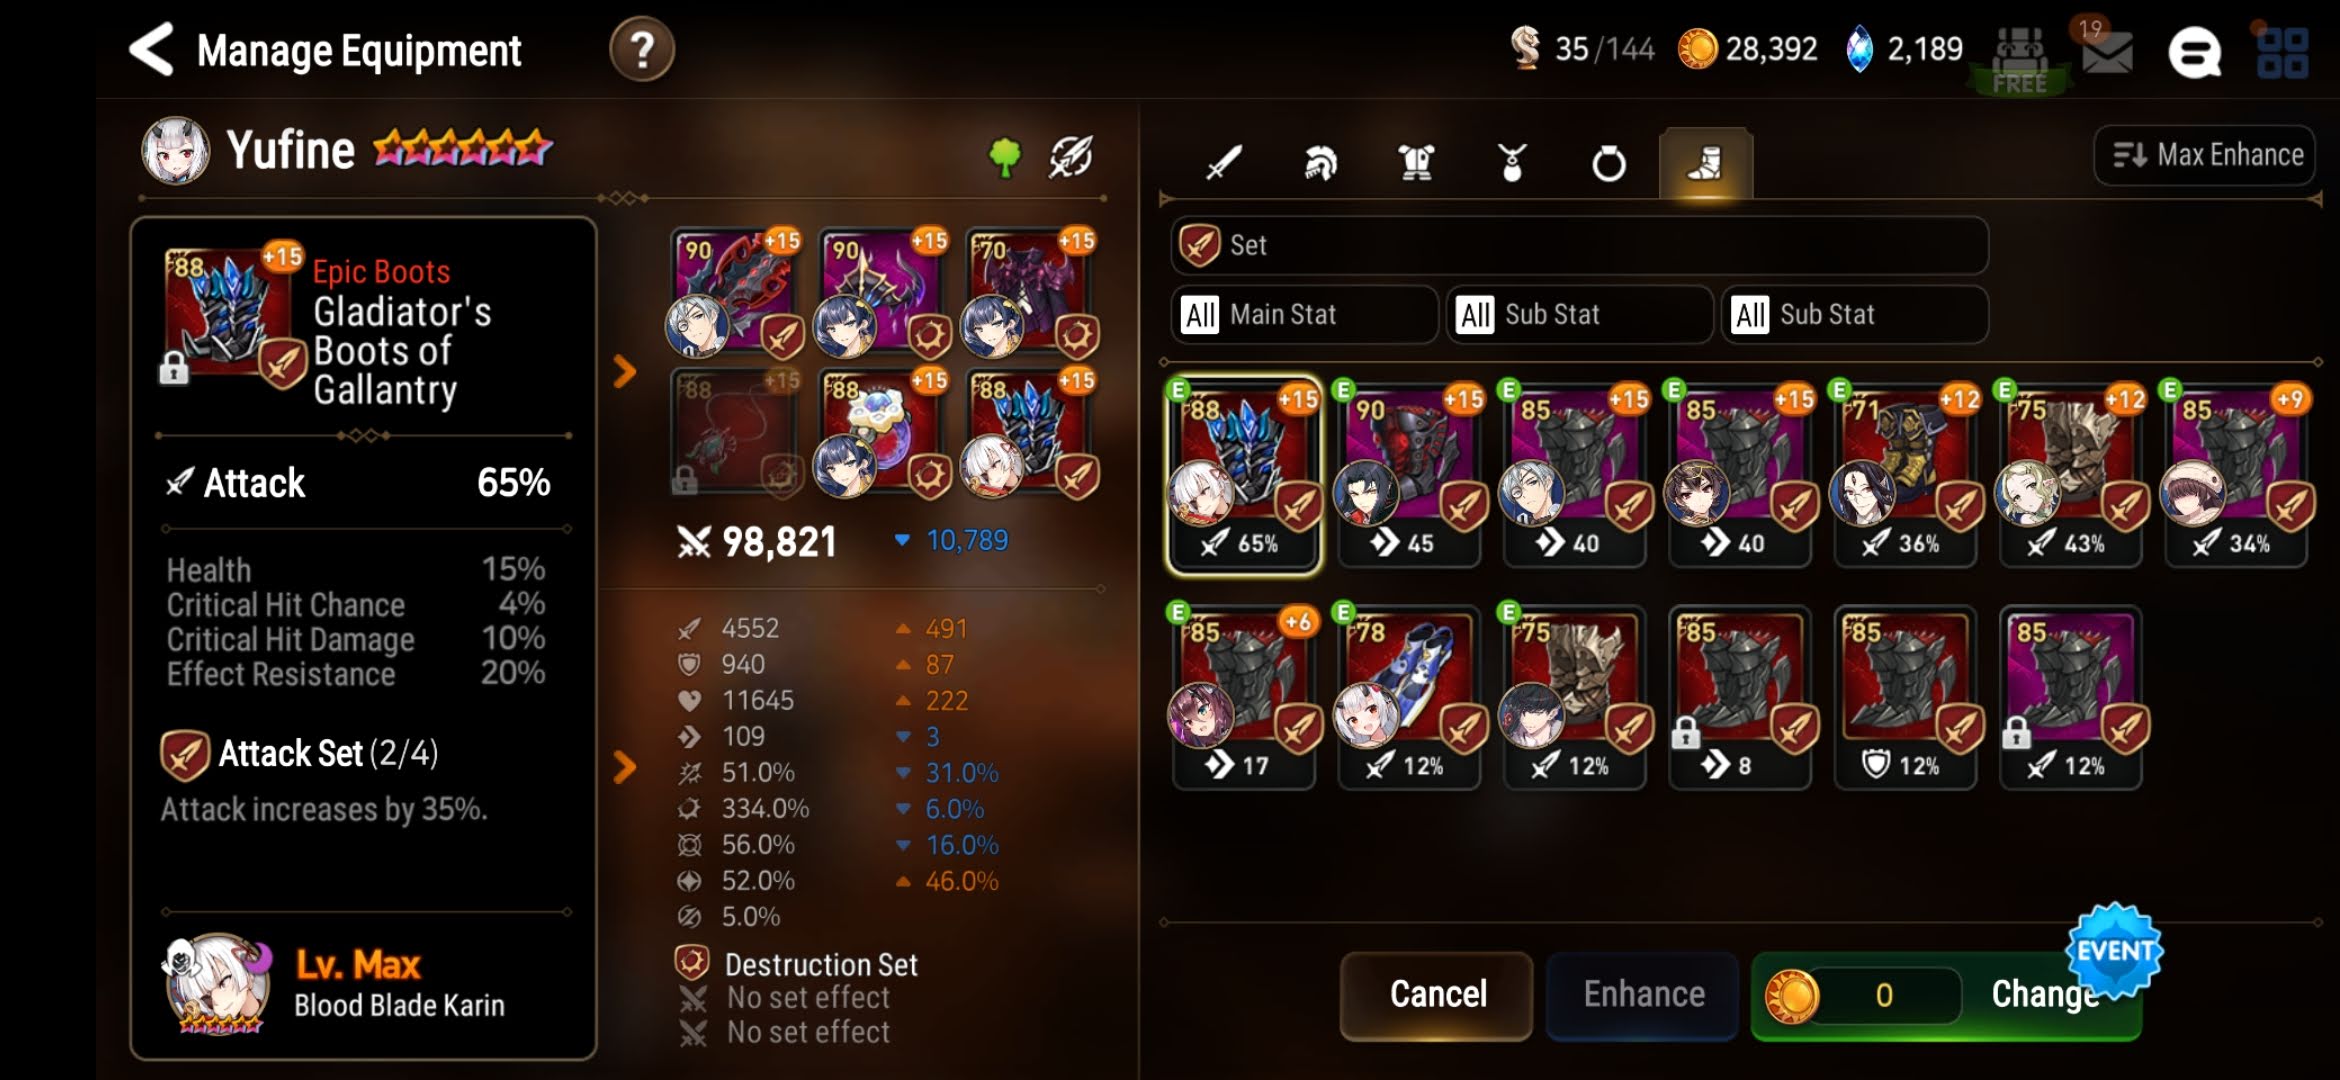 Manage Equipment
?
35/144
28,392
2,189
FREE
19
Yufine
Max Enhance
88
+15
Epic Boots
Gladiator's
Boots of
Gallantry
Attack 65%
Health 15%
Critical Hit Chance 4%
Critical Hit Damage 10%
Effect Resistance 20%
Attack Set (2/4)
Attack increases by 35%.
Lv. Max
Blood Blade Karin
90 +15
90 +15
70 +15
88 +15
88 +15
88 +15
98,821 10,789
4552 491
940 87
11645 222
109 3
51.0% 31.0%
334.0% 6.0%
56.0% 16.0%
52.0% 46.0%
5.0%
Destruction Set
No set effect
No set effect
Set
All Main Stat
All Sub Stat
All Sub Stat
E 88 +15 65%
E 90 +15 45
E 85 +15 40
E 85 +15 40
E 71 +12 36%
E 75 +12 43%
E 85 +9 34%
E 85 +6 17
E 78 12%
E 75 12%
85 8
85 12%
85 12%
Cancel
Enhance
0
Change
EVENT